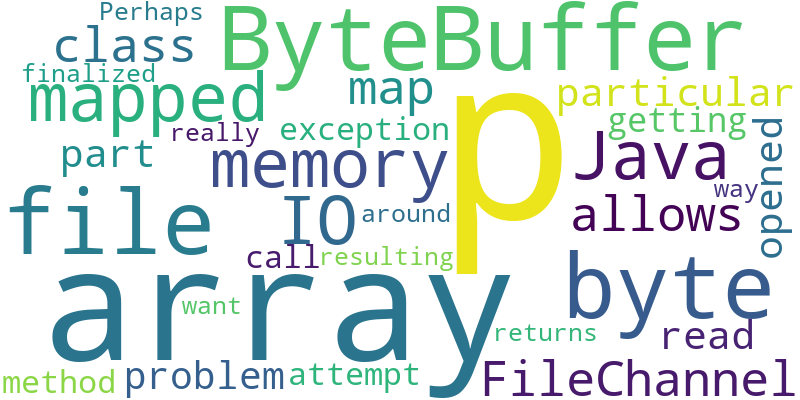 Perhaps
class
ByteBuffer
finalized
mapped
map
particular
really
exception
p
getting
part
memory
Java
opened
way
file
IO
around
allows
call
resulting
array
byte
want
returns
read
method
problem
attempt
FileChannel